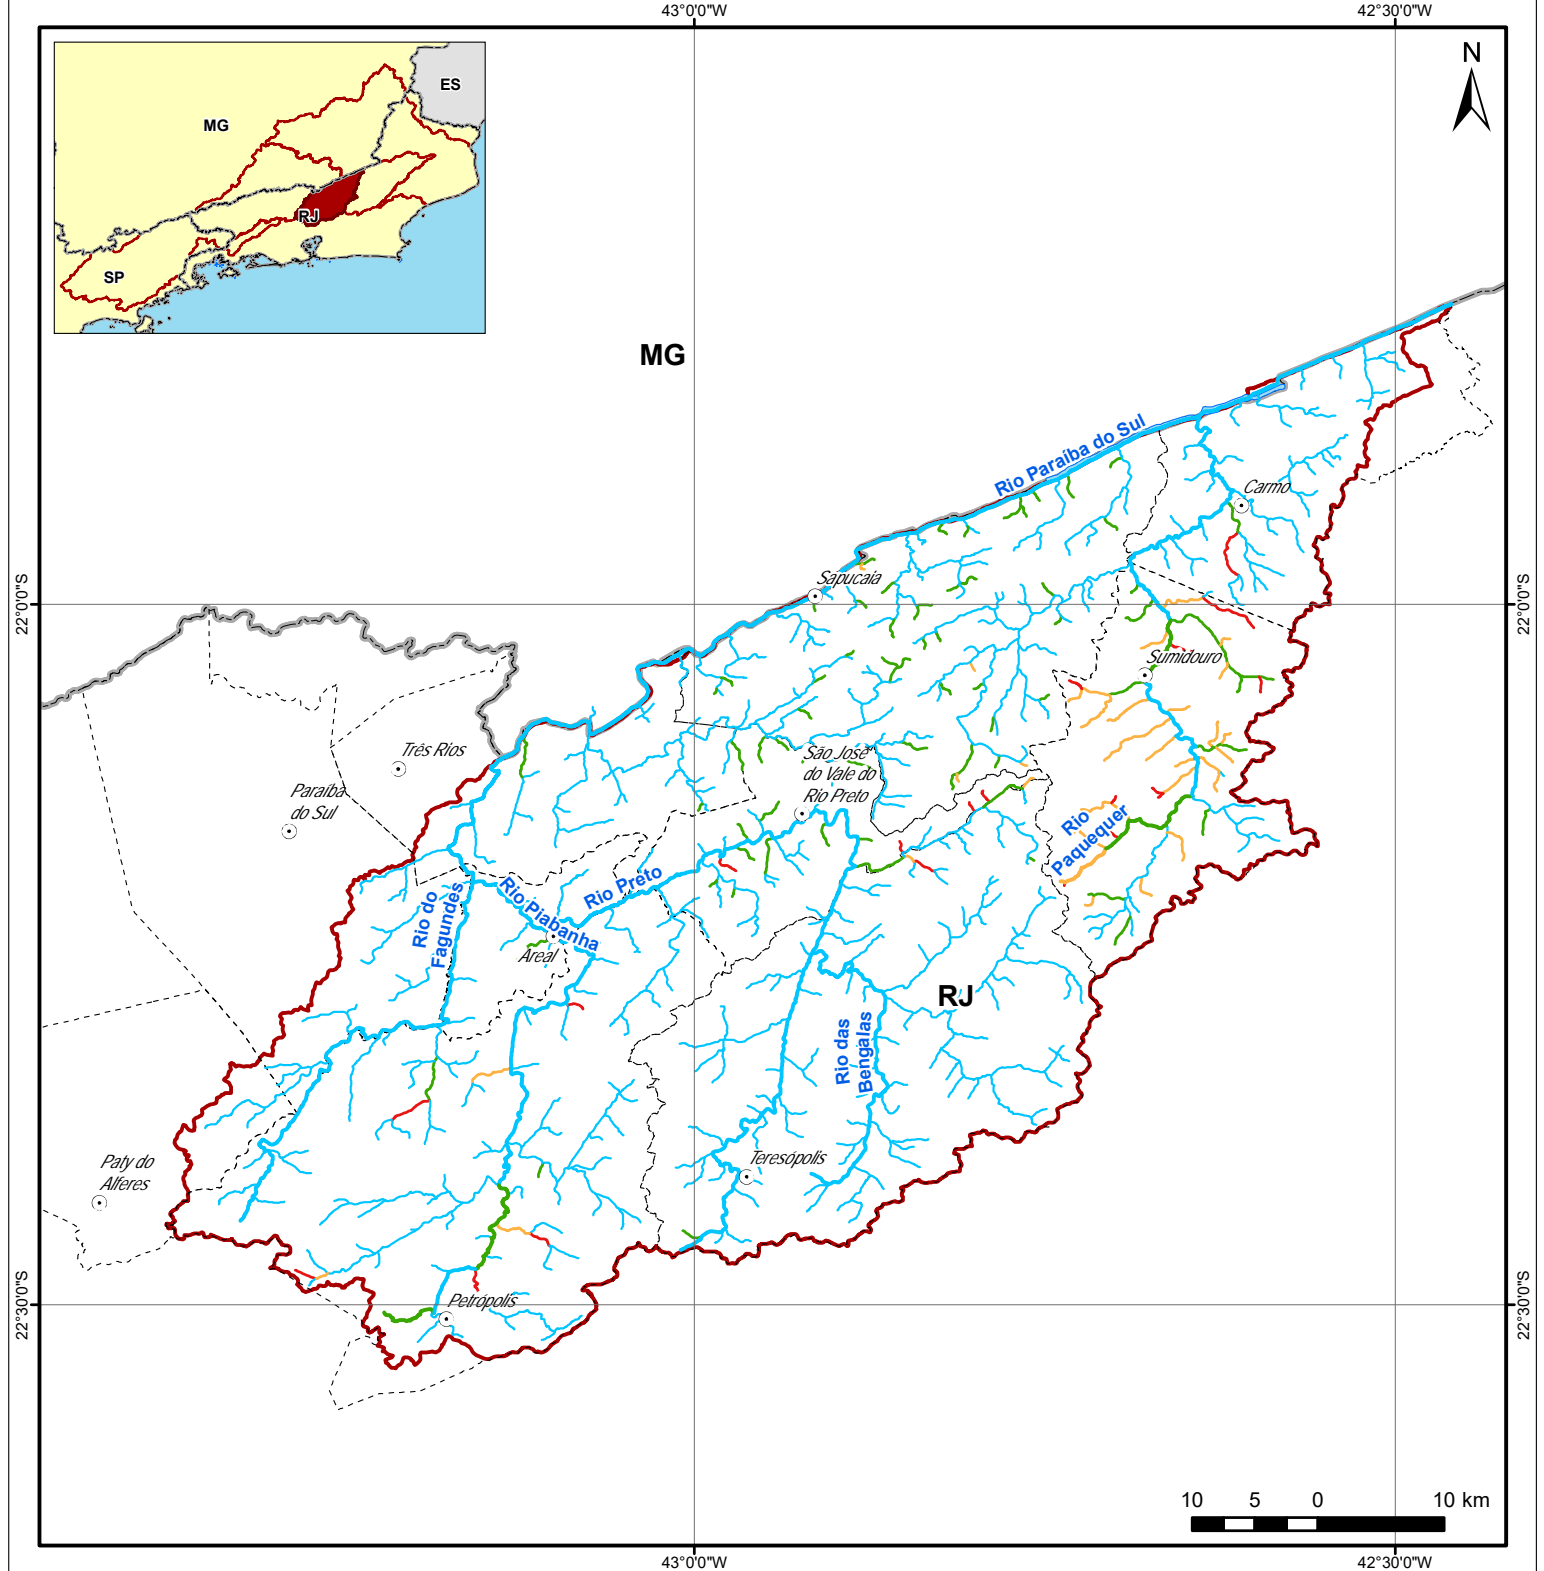 43°0'0"W
42°30'0"W
N
ES
MG
RJ
SP
MG
Rio Paraíba do Sul
Carmo
Sapucaia
22°0'0"S
22°0'0"S
Sumidouro
Três Rios
São José
do Vale do
Rio Preto
Paraíba
do Sul
Rio
Paquequer
Rio Preto
Rio Piabanha
Rio do
Fagundes
Areal
RJ
Rio das
Bengalas
Teresópolis
Paty do
Alferes
22°30'0"S
22°30'0"S
Petrópolis
10 5 0 10 km
43°0'0"W
42°30'0"W